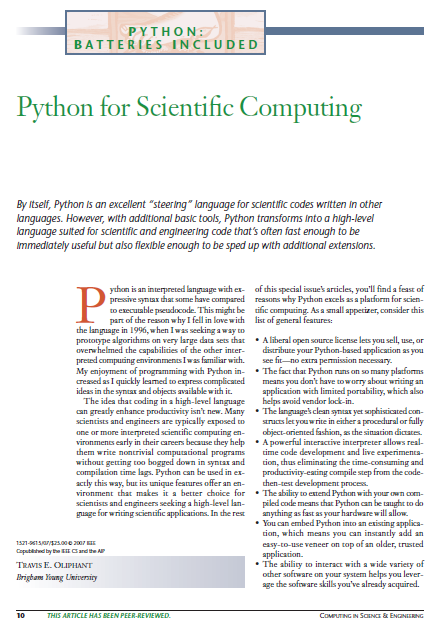 PYTHON:
BATTERIES INCLUDED
Python for Scientific Computing
By itself, Python is an excellent “steering” language for scientific codes written in other
languages. However, with additional basic tools, Python transforms into a high-level
language suited for scientific and engineering code that’s often fast enough to be
immediately useful but also flexible enough to be sped up with additional extensions.
Python is an interpreted language with ex-
pressive syntax that some have compared
to executable pseudocode. This might be
part of the reason why I fell in love with
the language in 1996, when I was seeking a way to
prototype algorithms on very large data sets that
overwhelmed the capabilities of the other inter-
preted computing environments I was familiar with.
My enjoyment of programming with Python in-
creased as I quickly learned to express complicated
ideas in the syntax and objects available with it.
The idea that coding in a high-level language
can greatly enhance productivity isn’t new. Many
scientists and engineers are typically exposed to
one or more interpreted scientific computing en-
vironments early in their careers because they help
them write nontrivial computational programs
without getting too bogged down in syntax and
compilation time lags. Python can be used in ex-
actly this way, but its unique features offer an en-
vironment that makes it a better choice for
scientists and engineers seeking a high-level lan-
guage for writing scientific applications. In the rest
1521-9615/07/$25.00 © 2007 IEEE
Copublished by the IEEE CS and the AIP
TRAVIS E. OLIPHANT
Brigham Young University
of this special issue’s articles, you’ll find a feast of
reasons why Python excels as a platform for scien-
tific computing. As a small appetizer, consider this
list of general features:
• A liberal open source license lets you sell, use, or
distribute your Python-based application as you
see fit—no extra permission necessary.
• The fact that Python runs on so many platforms
means you don’t have to worry about writing an
application with limited portability, which also
helps avoid vendor lock-in.
• The language’s clean syntax yet sophisticated con-
structs let you write in either a procedural or fully
object-oriented fashion, as the situation dictates.
• A powerful interactive interpreter allows real-
time code development and live experimenta-
tion, thus eliminating the time-consuming and
productivity-eating compile step from the code-
then-test development process.
• The ability to extend Python with your own com-
piled code means that Python can be taught to do
anything as fast as your hardware will allow.
• You can embed Python into an existing applica-
tion, which means you can instantly add an
easy-to-use veneer on top of an older, trusted
application.
• The ability to interact with a wide variety of
other software on your system helps you lever-
age the software skills you’ve already acquired.
10 THIS ARTICLE HAS BEEN PEER-REVIEWED. COMPUTING IN SCIENCE & ENGINEERING